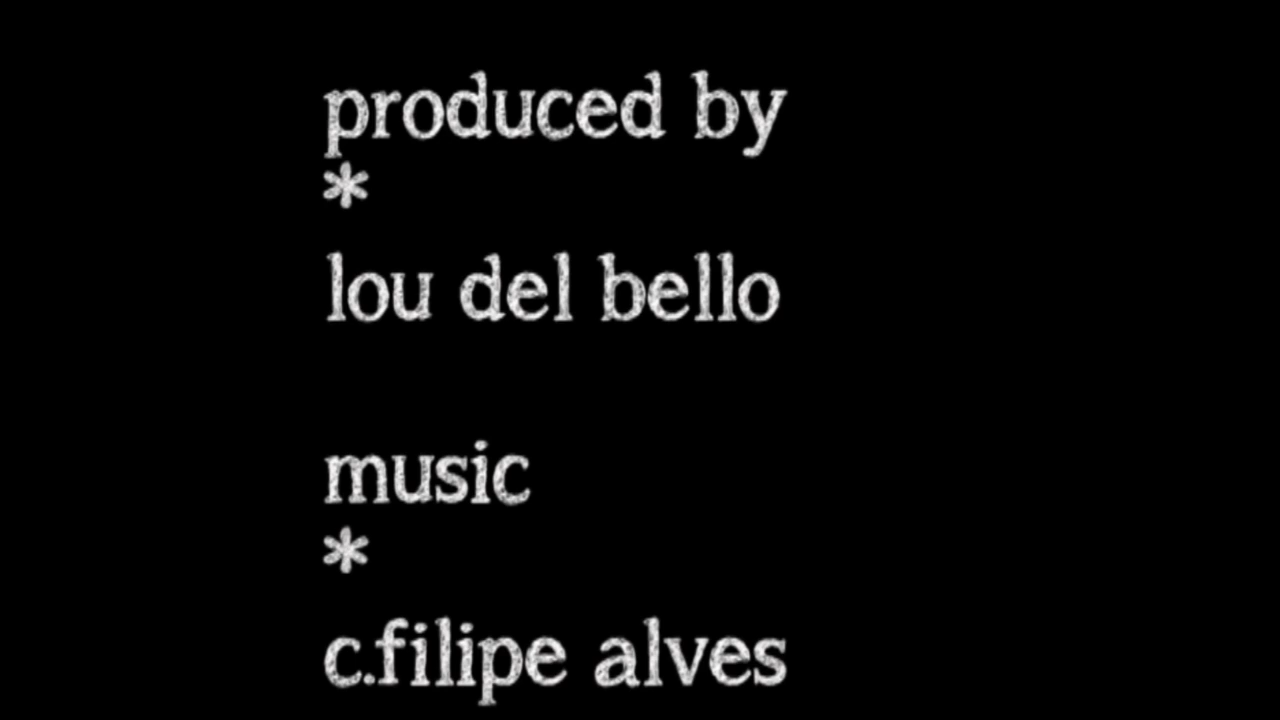 produced by
*
lou del bello
music
*
c.filipe alves